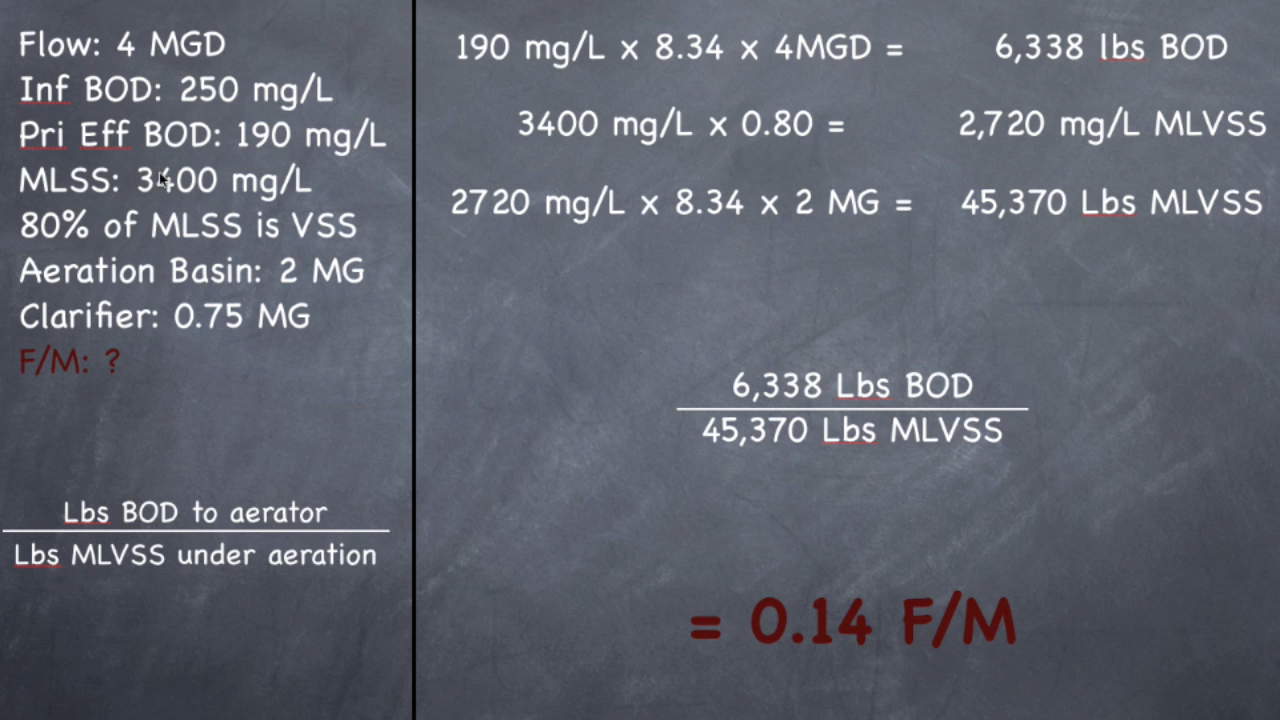 Flow: 4 MGD
Inf BOD: 250 mg/L
Pri Eff BOD: 190 mg/L
MLSS: 3400 mg/L
80% of MLSS is VSS
Aeration Basin: 2 MG
Clarifier: 0.75 MG
F/M: ?
Lbs BOD to aerator
Lbs MLVSS under aeration
190 mg/L x 8.34 x 4MGD = 6,338 lbs BOD
3400 mg/L x 0.80 = 2,720 mg/L MLVSS
2720 mg/L x 8.34 x 2 MG = 45,370 Lbs MLVSS
6,338 Lbs BOD
45,370 Lbs MLVSS
= 0.14 F/M